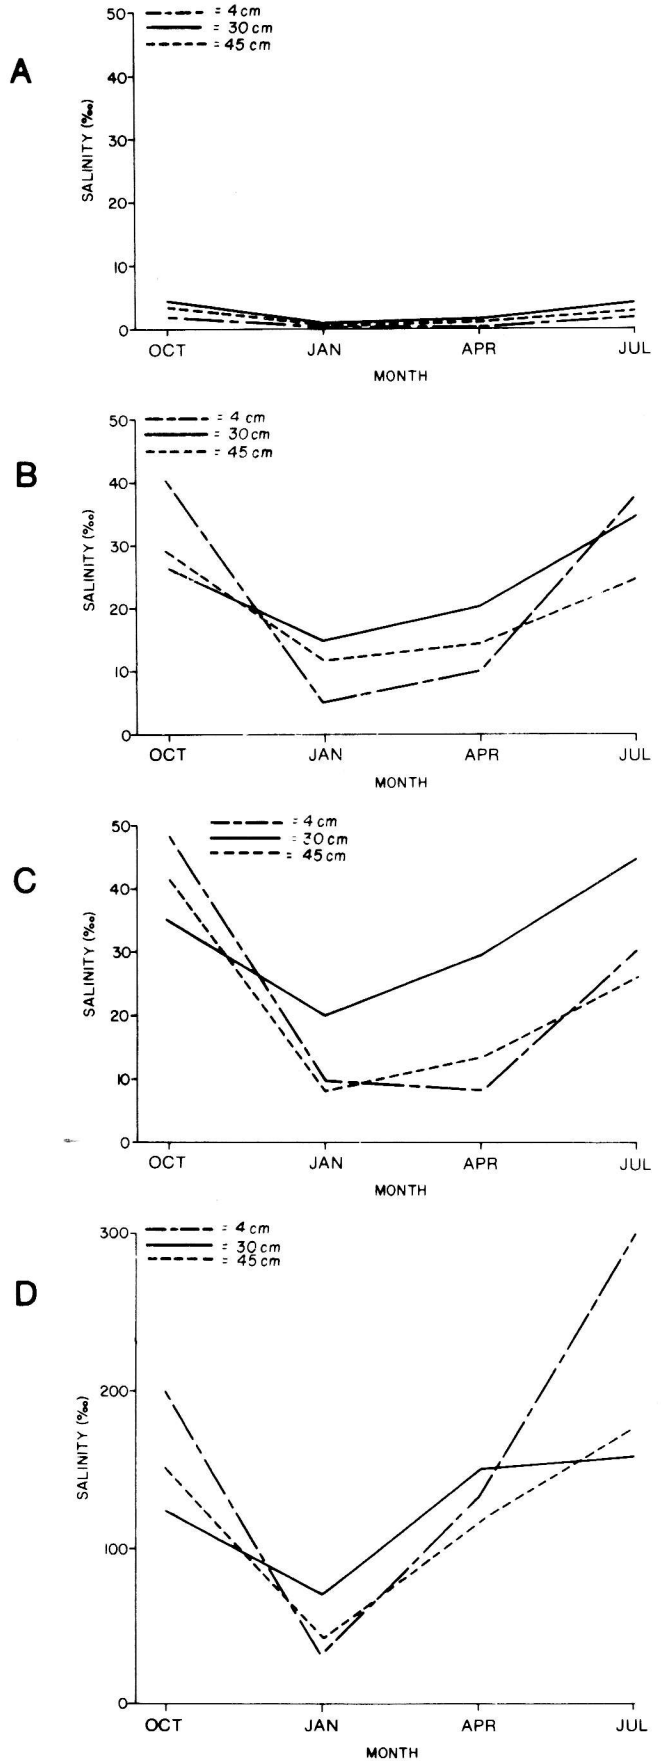 A
= 4 cm
= 30 cm
= 45 cm
SALINITY (‰)
50
40
30
20
10
0
OCT JAN APR JUL
MONTH
B
= 4 cm
= 30 cm
= 45 cm
SALINITY (‰)
50
40
30
20
10
0
OCT JAN APR JUL
MONTH
C
= 4 cm
= 30 cm
= 45 cm
SALINITY (‰)
50
40
30
20
10
0
OCT JAN APR JUL
MONTH
D
= 4 cm
= 30 cm
= 45 cm
SALINITY (‰)
300
200
100
0
OCT JAN APR JUL
MONTH